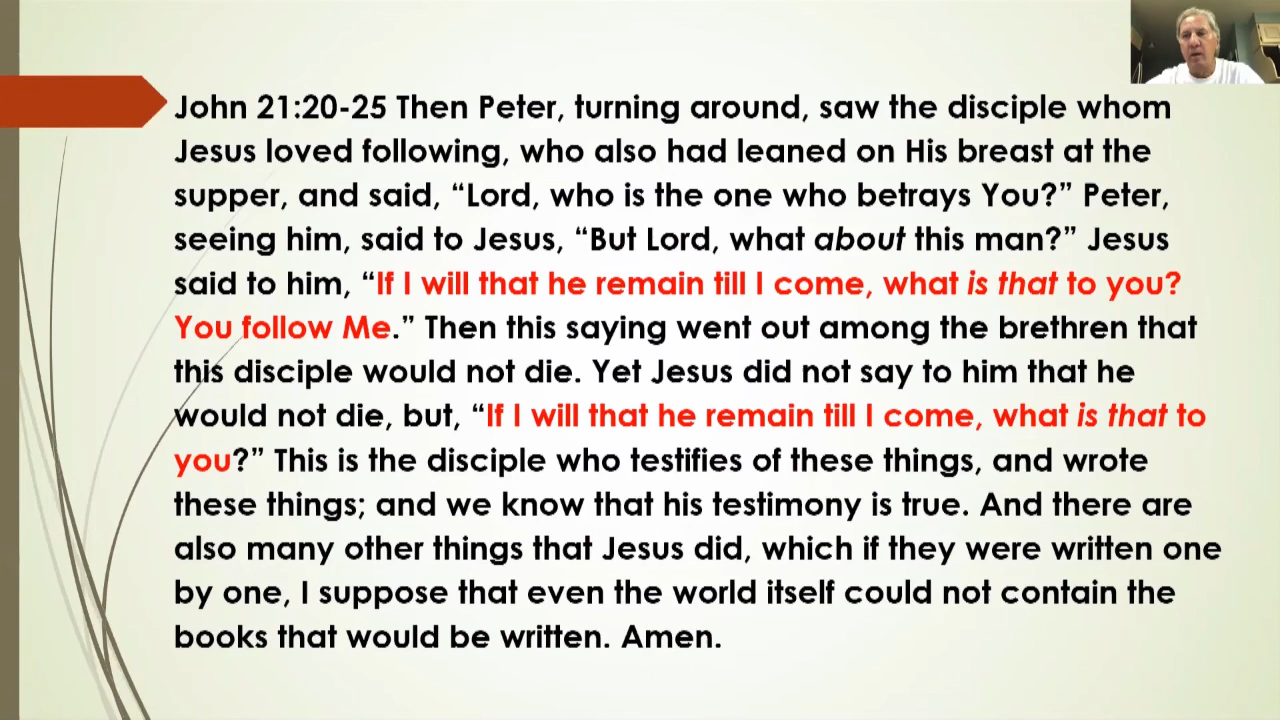 John 21:20-25 Then Peter, turning around, saw the disciple whom
Jesus loved following, who also had leaned on His breast at the
supper, and said, “Lord, who is the one who betrays You?” Peter,
seeing him, said to Jesus, “But Lord, what about this man?” Jesus
said to him, “If I will that he remain till I come, what is that to you?
You follow Me.” Then this saying went out among the brethren that
this disciple would not die. Yet Jesus did not say to him that he
would not die, but, “If I will that he remain till I come, what is that to
you?” This is the disciple who testifies of these things, and wrote
these things; and we know that his testimony is true. And there are
also many other things that Jesus did, which if they were written one
by one, I suppose that even the world itself could not contain the
books that would be written. Amen.